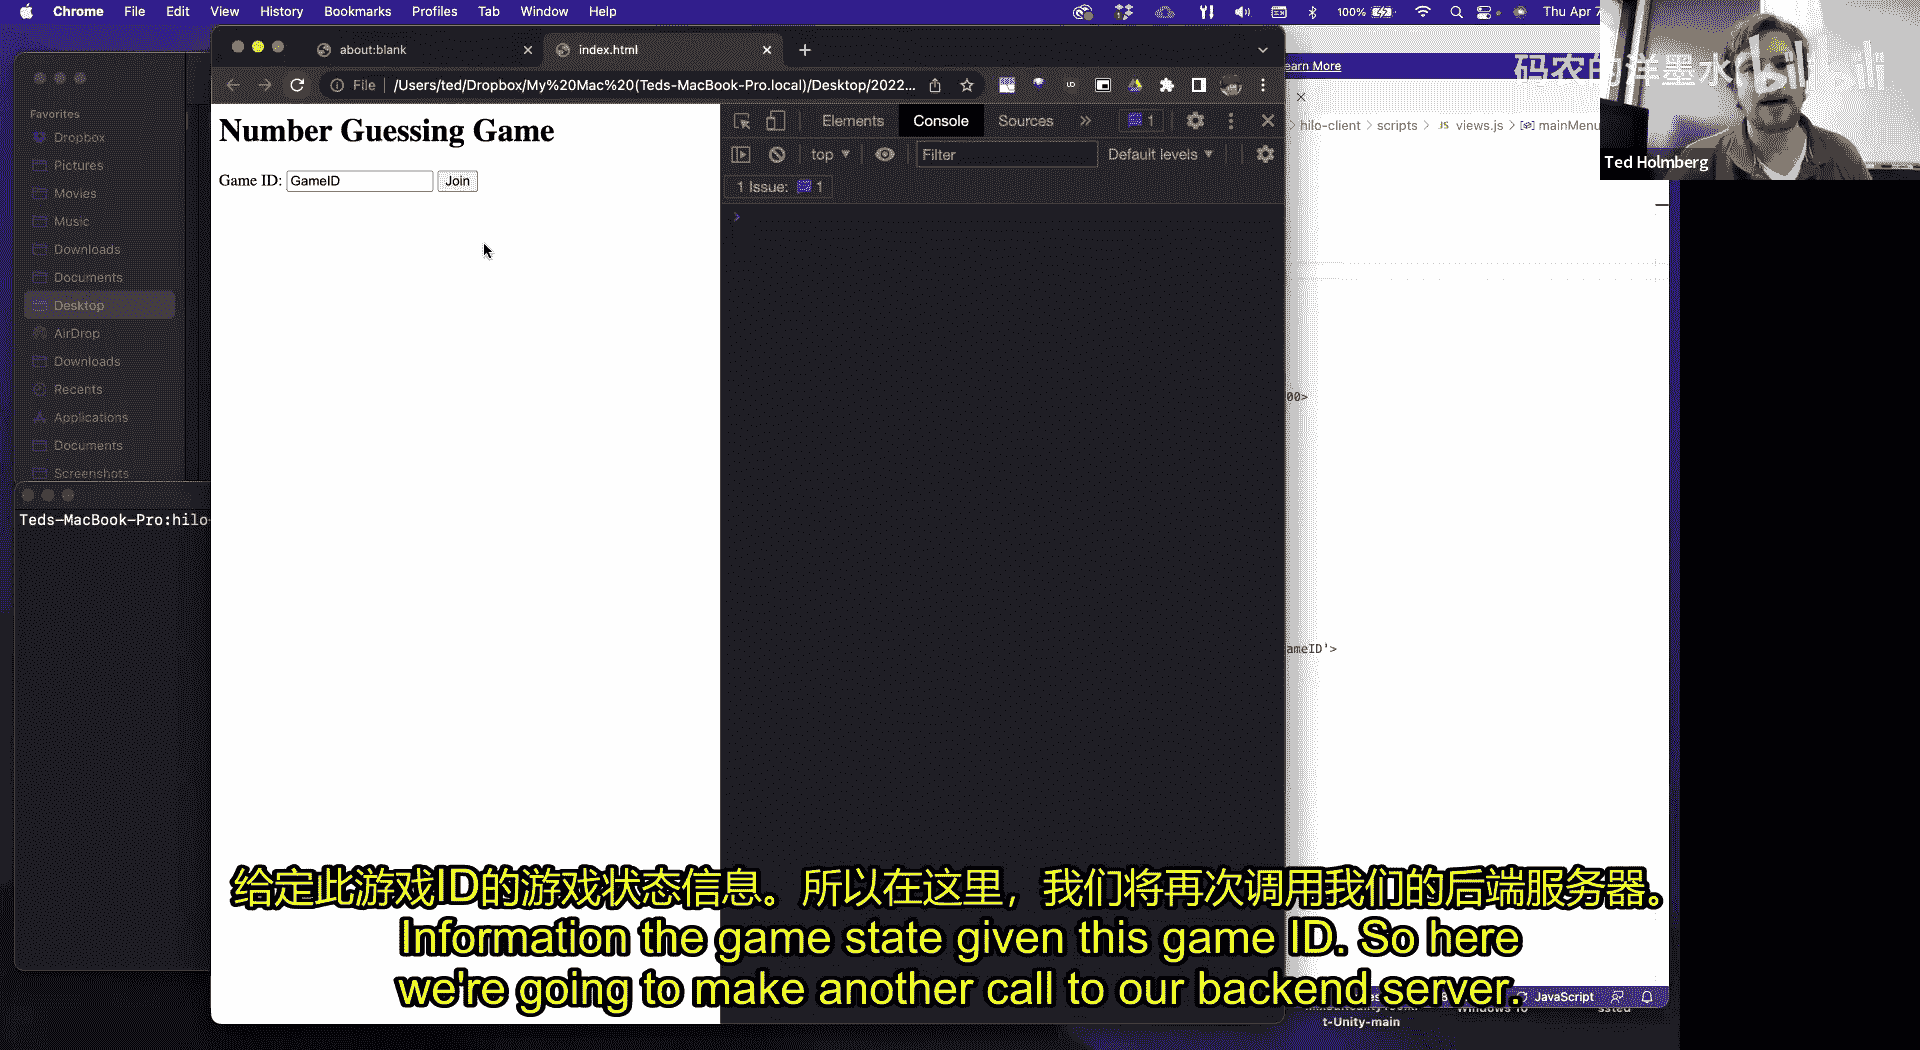 Chrome File Edit View History Bookmarks Profiles Tab Window Help
100% Thu Apr 7
about:blank
index.html
File
/Users/ted/Dropbox/My%20Mac%20(Teds-MacBook-Pro.local)/Desktop/2022...
earn More
码农的洋墨水
bilibili
Ted Holmberg
Favorites
Dropbox
Pictures
Movies
Music
Downloads
Documents
Desktop
AirDrop
Downloads
Recents
Applications
Documents
Screenshots
Teds-MacBook-Pro:hilo-
Number Guessing Game
Game ID: GameID Join
Elements Console Sources 1
top Filter Default levels
1 Issue: 1
hilo-client > scripts > JS views.js > mainMenu
00>
ameID'>
给定此游戏ID的游戏状态信息。所以在这里，我们将再次调用我们的后端服务器。
Information the game state given this game ID. So here
we're going to make another call to our backend server.
JavaScript
Windows 10
t-Unity-main